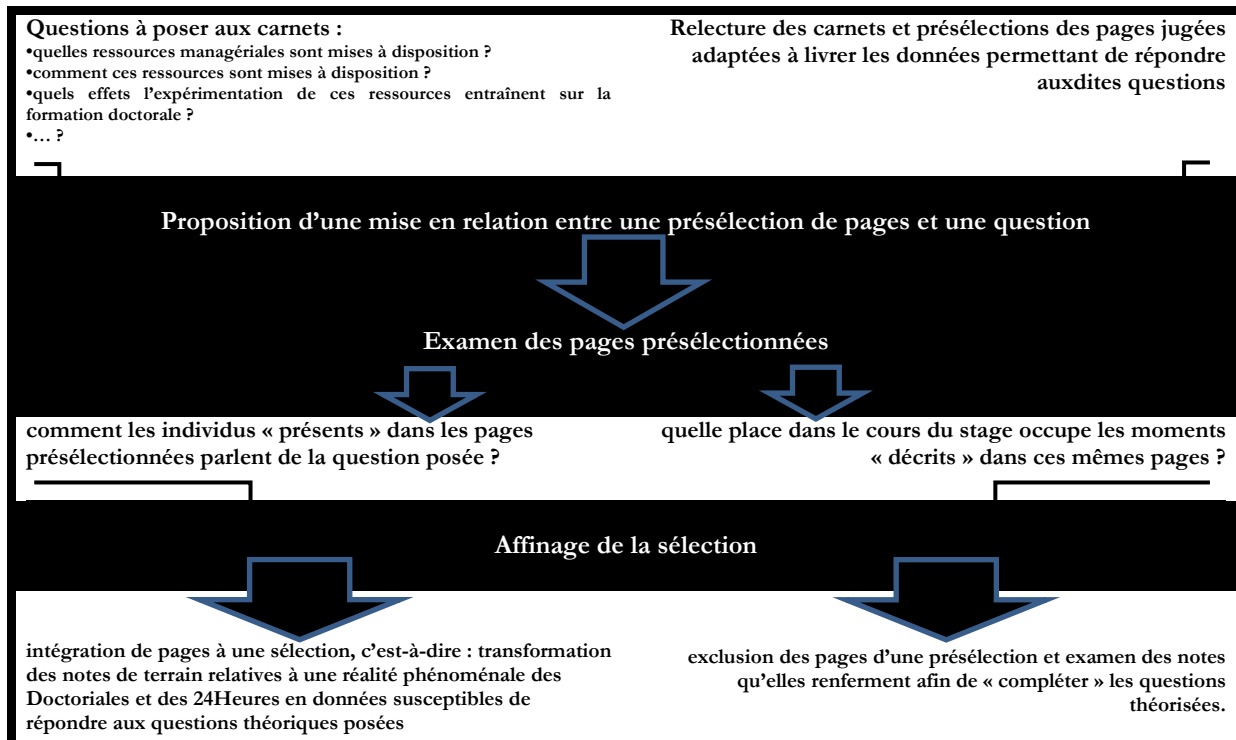 Questions à poser aux carnets :
•quelles ressources managériales sont mises à disposition ?
•comment ces ressources sont mises à disposition ?
•quels effets l’expérimentation de ces ressources entraînent sur la
formation doctorale ?
•… ?
Relecture des carnets et présélections des pages jugées
adaptées à livrer les données permettant de répondre
auxdites questions
Proposition d’une mise en relation entre une présélection de pages et une question
Examen des pages présélectionnées
comment les individus « présents » dans les pages
présélectionnées parlent de la question posée ?
quelle place dans le cours du stage occupe les moments
« décrits » dans ces mêmes pages ?
Affinage de la sélection
intégration de pages à une sélection, c’est-à-dire : transformation
des notes de terrain relatives à une réalité phénoménale des
Doctoriales et des 24Heures en données susceptibles de
répondre aux questions théoriques posées
exclusion des pages d’une présélection et examen des notes
qu’elles renferment afin de « compléter » les questions
théorisées.